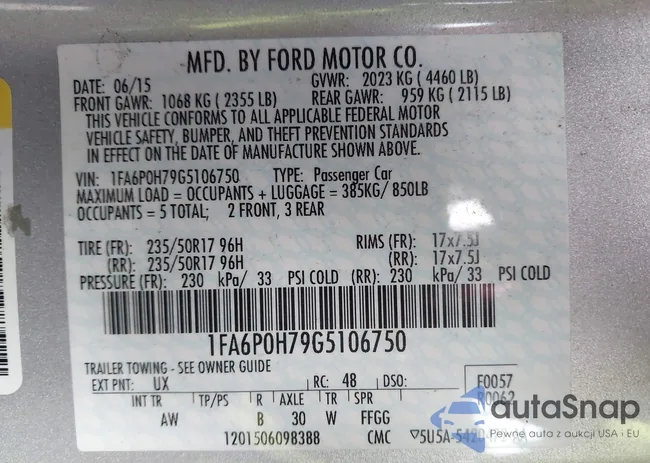 MFD. BY FORD MOTOR CO.
DATE: 06/15 GVWR: 2023 KG ( 4460 LB)
FRONT GAWR: 1068 KG ( 2355 LB) REAR GAWR: 959 KG ( 2115 LB)
THIS VEHICLE CONFORMS TO ALL APPLICABLE FEDERAL MOTOR
VEHICLE SAFETY, BUMPER, AND THEFT PREVENTION STANDARDS
IN EFFECT ON THE DATE OF MANUFACTURE SHOWN ABOVE.
VIN: 1FA6P0H79G5106750 TYPE: Passenger Car
MAXIMUM LOAD = OCCUPANTS + LUGGAGE = 385KG/ 850LB
OCCUPANTS = 5 TOTAL; 2 FRONT, 3 REAR
TIRE (FR): 235/50R17 96H RIMS (FR): 17x7.5J
(RR): 235/50R17 96H (RR): 17x7.5J
PRESSURE (FR): 230 kPa/ 33 PSI COLD (RR): 230 kPa/ 33 PSI COLD
1FA6P0H79G5106750
TRAILER TOWING - SEE OWNER GUIDE
EXT PNT: UX RC: 48 DSO: F0057
R0062
INT TR TP/PS R AXLE TR SPR
AW B 30 W FFGG
1201506098388 CMC
autoSnap
Pewne auta z aukcji USA i EU